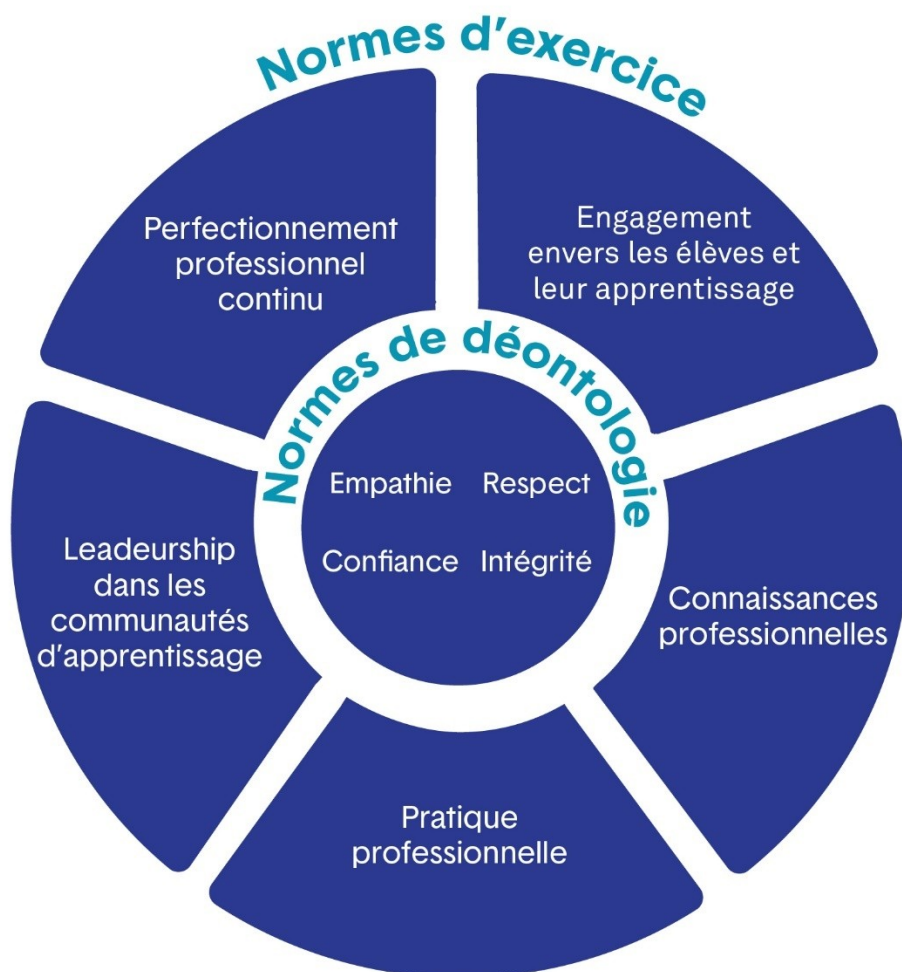 Normes d'exercice
Perfectionnement
professionnel
continu
Engagement
envers les élèves et
leur apprentissage
Normes de déontologie
Empathie Respect
Confiance Intégrité
Leadeurship
dans les
communautés
d'apprentissage
Connaissances
professionnelles
Pratique
professionnelle